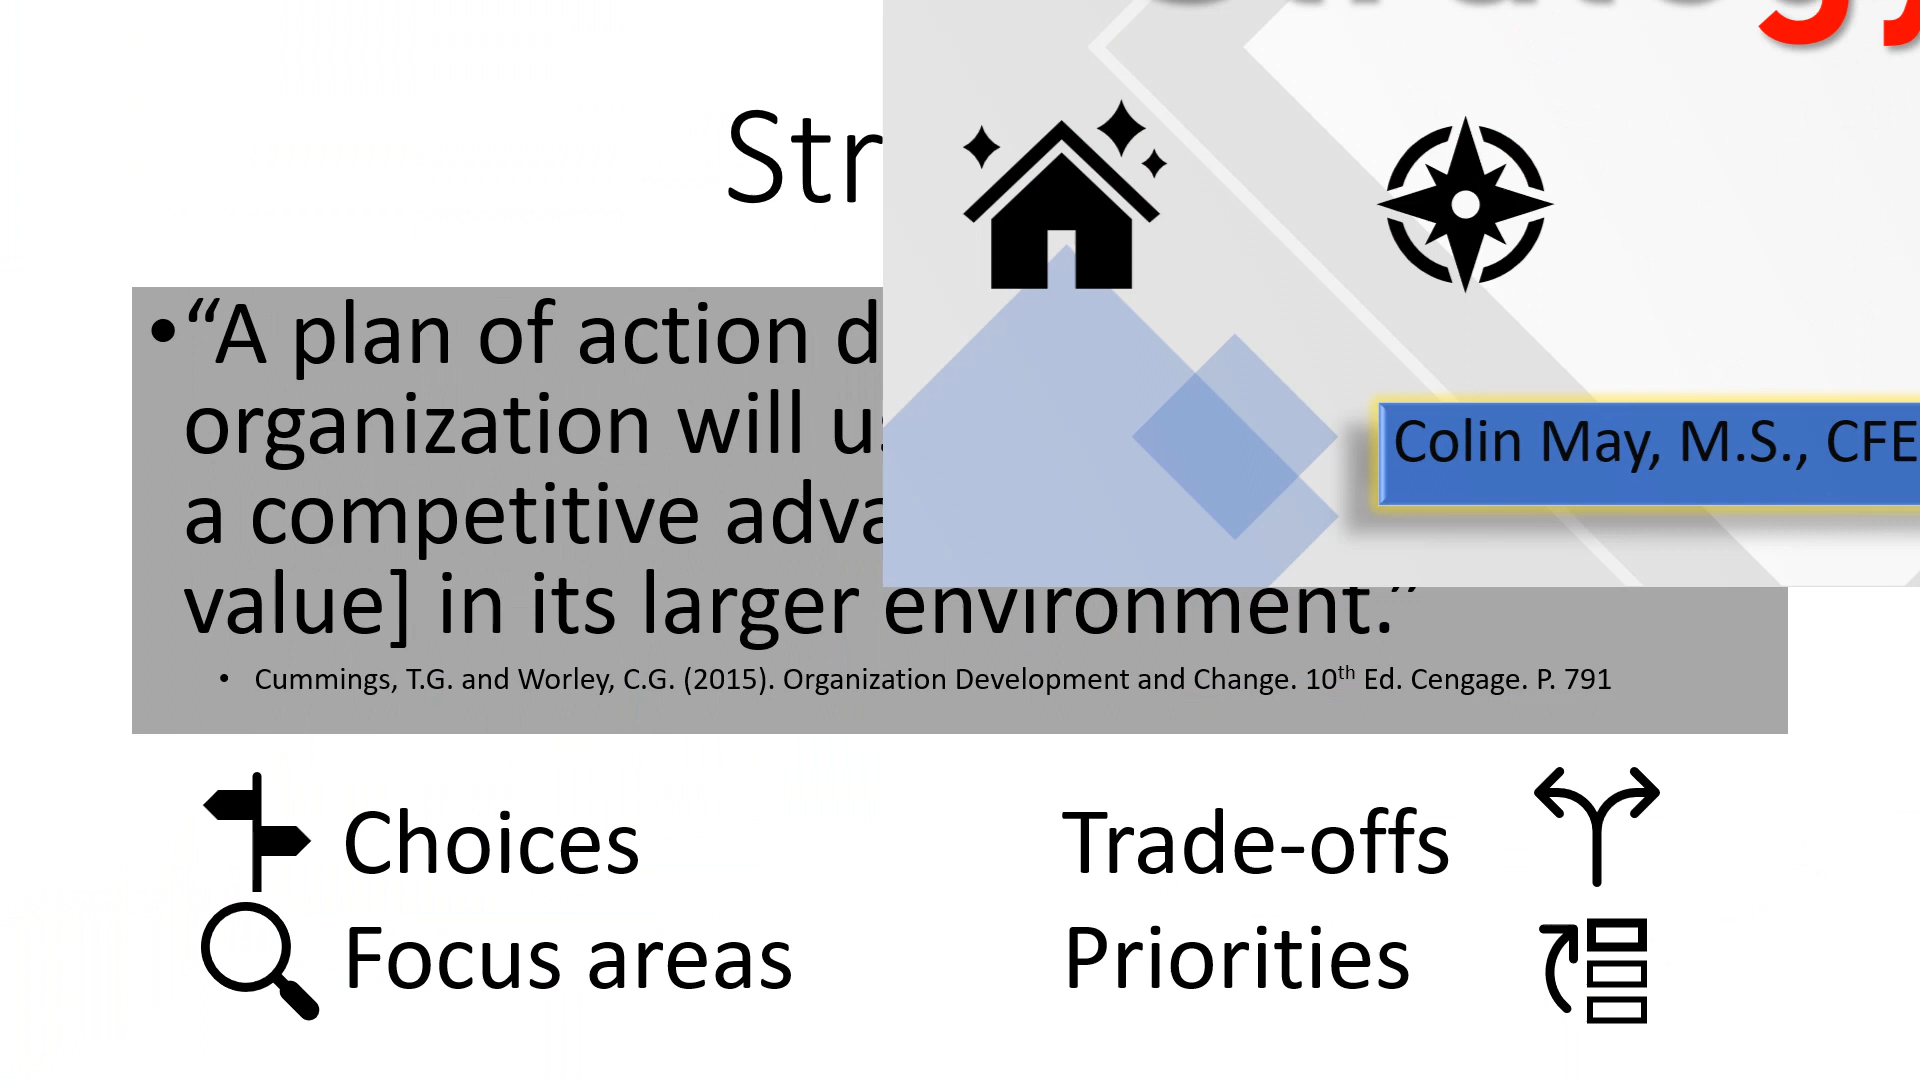 Str
• “A plan of action d
Colin May, M.S., CFE
organization will
a competitive adva
value] in its larger environment.”
• Cummings, T.G. and Worley, C.G. (2015). Organization Development and Change. 10th Ed. Cengage. P. 791
Choices
Trade-offs
Focus areas
Priorities